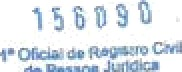 156090
1º Oficial de Registro Civil
de Pessoa Jurídica